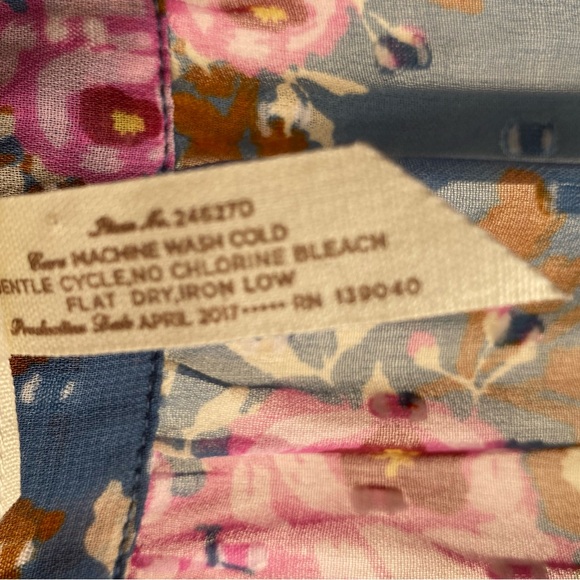 Item No. 246270
Care MACHINE WASH COLD
ENTLE CYCLE,NO CHLORINE BLEACH
FLAT DRY,IRON LOW
Production Date APRIL 2017••••• RN 139040